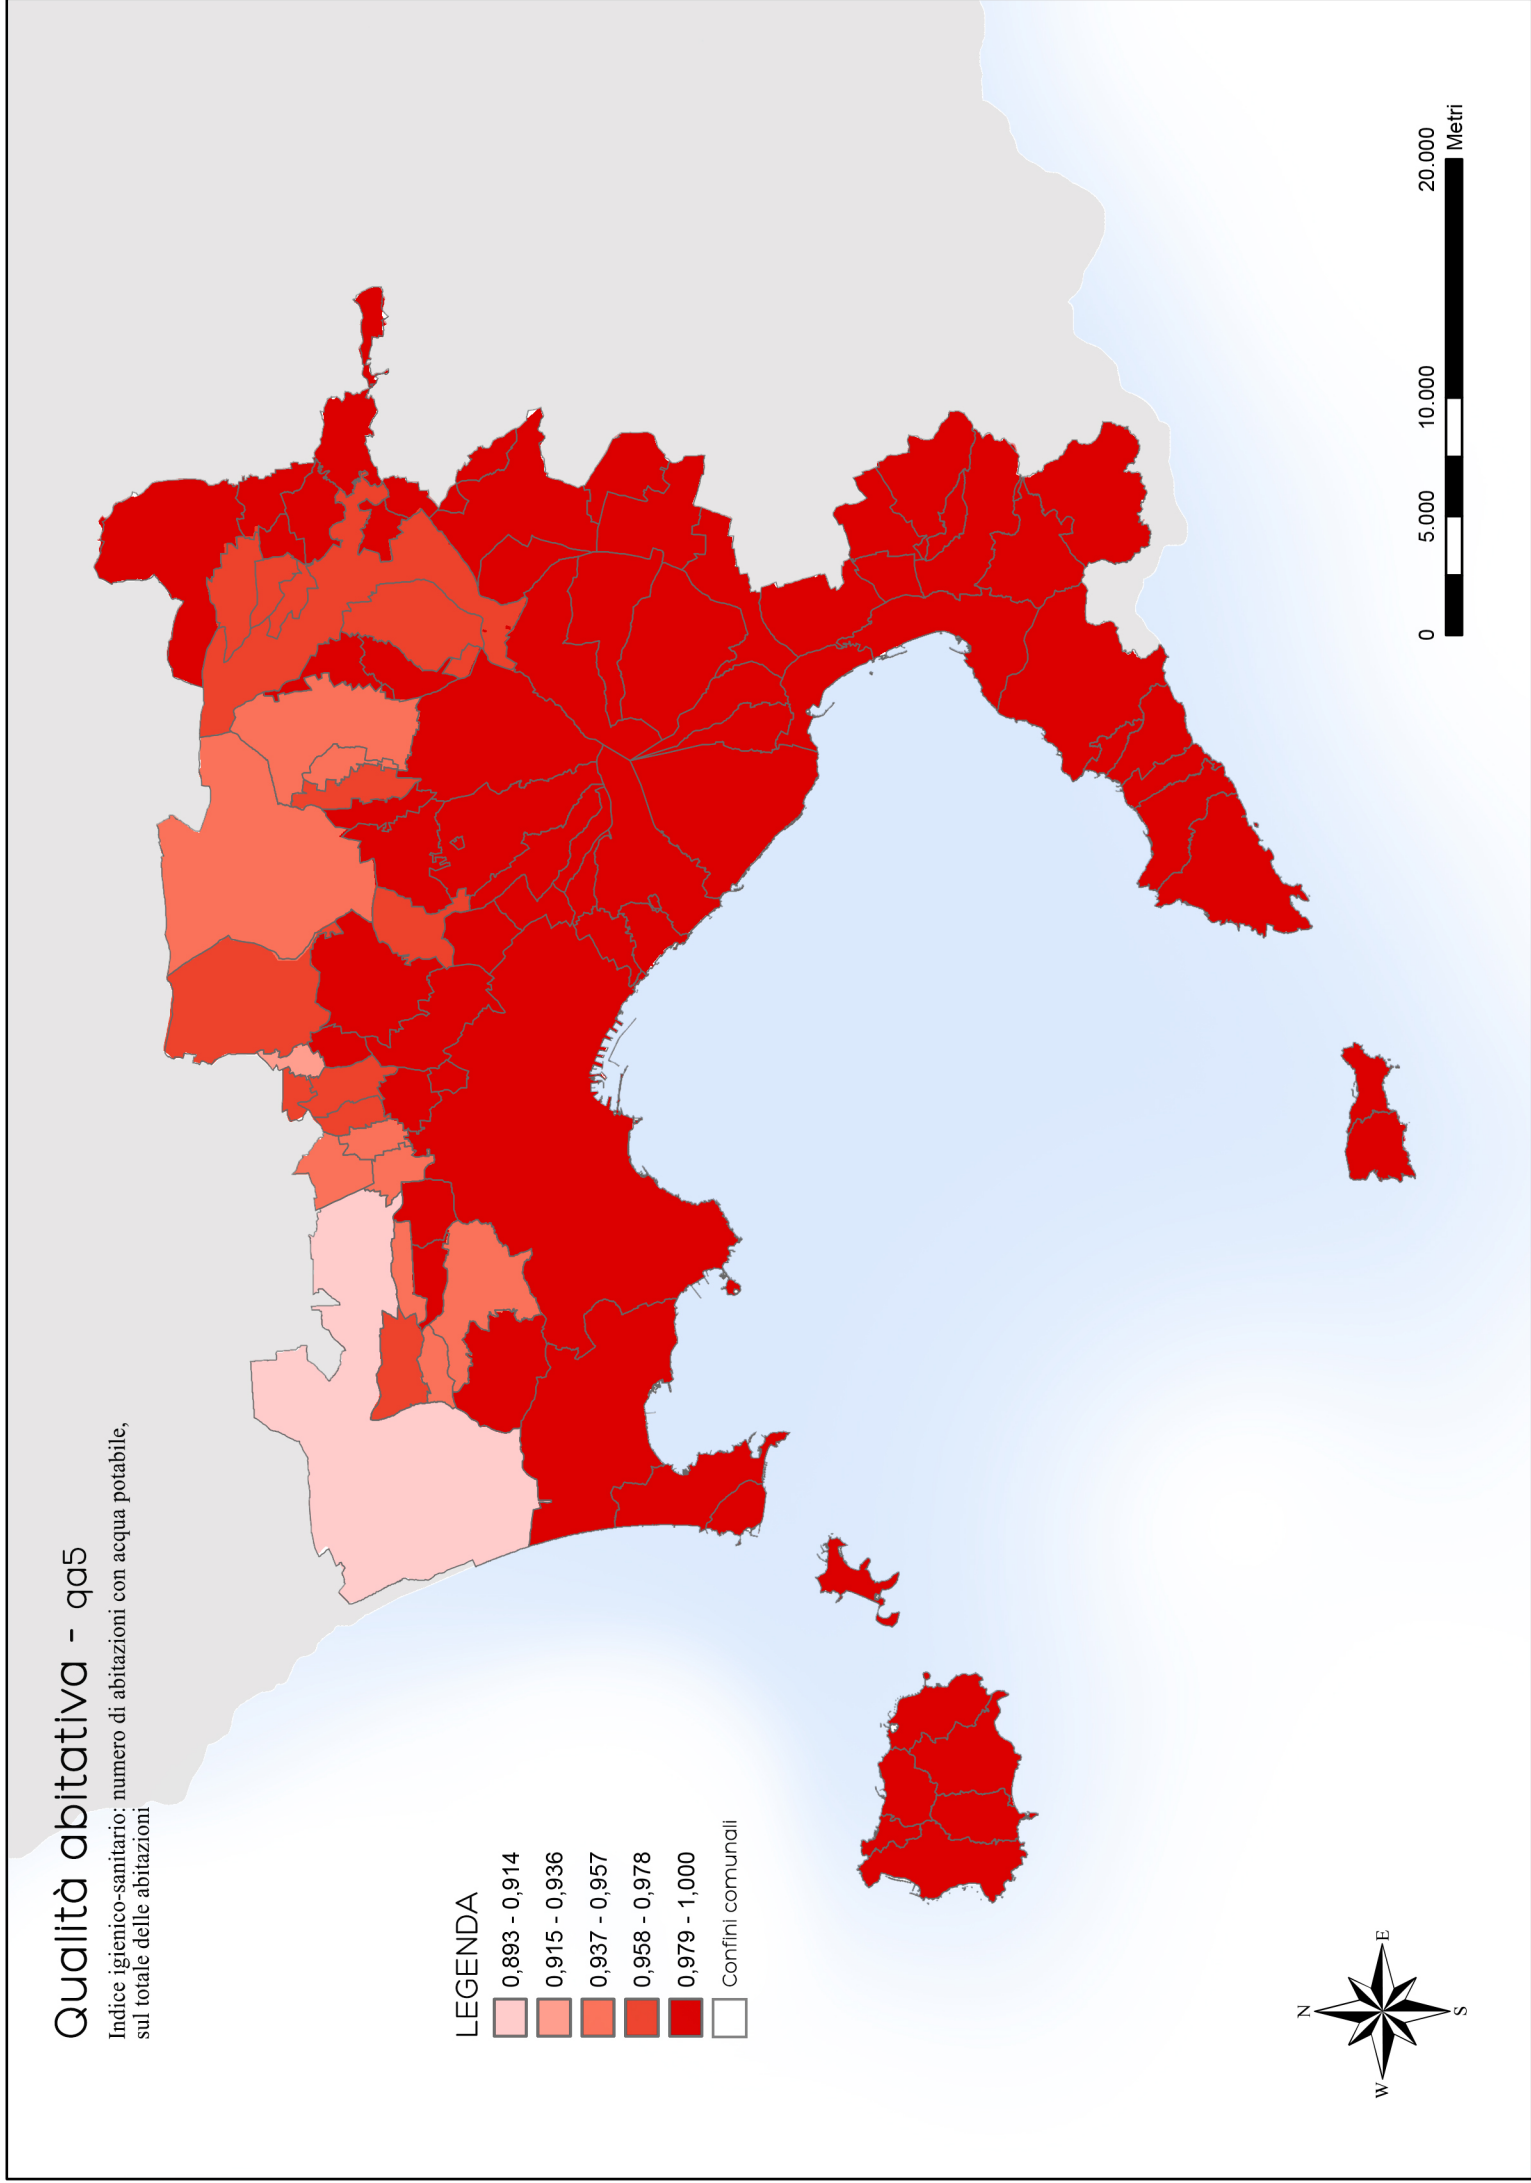 Qualità abitativa - qa5
Indice igienico-sanitario: numero di abitazioni con acqua potabile,
sul totale delle abitazioni
LEGENDA
0,893 - 0,914
0,915 - 0,936
0,937 - 0,957
0,958 - 0,978
0,979 - 1,000
Confini comunali
N
W
E
S
0
5.000
10.000
20.000
Metri